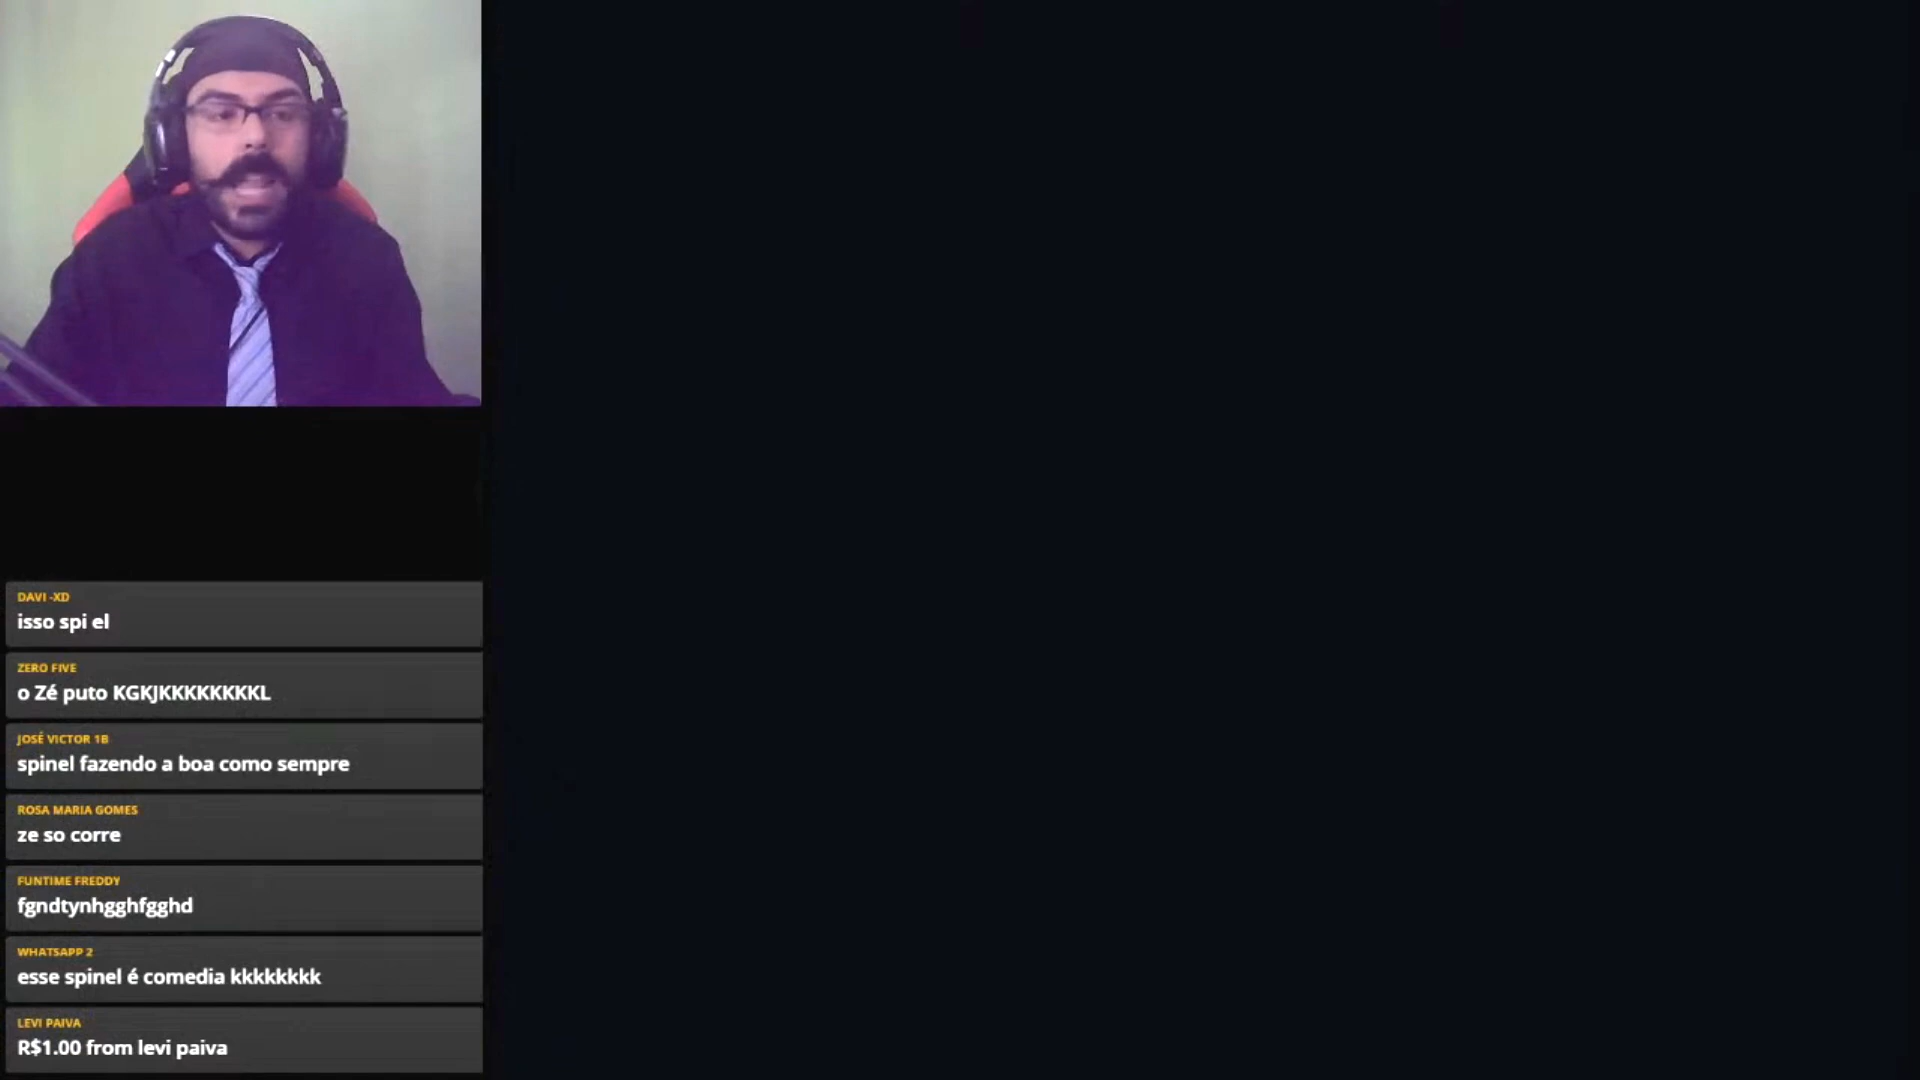 DAVI -XD
isso spi el
ZERO FIVE
o Zé puto KGKJKKKKKKKKL
JOSÉ VICTOR 1B
spinel fazendo a boa como sempre
ROSA MARIA GOMES
ze so corre
FUNTIME FREDDY
fgndtynhgghfgghd
WHATSAPP 2
esse spinel é comedia kkkkkkkk
LEVI PAIVA
R$1.00 from levi paiva